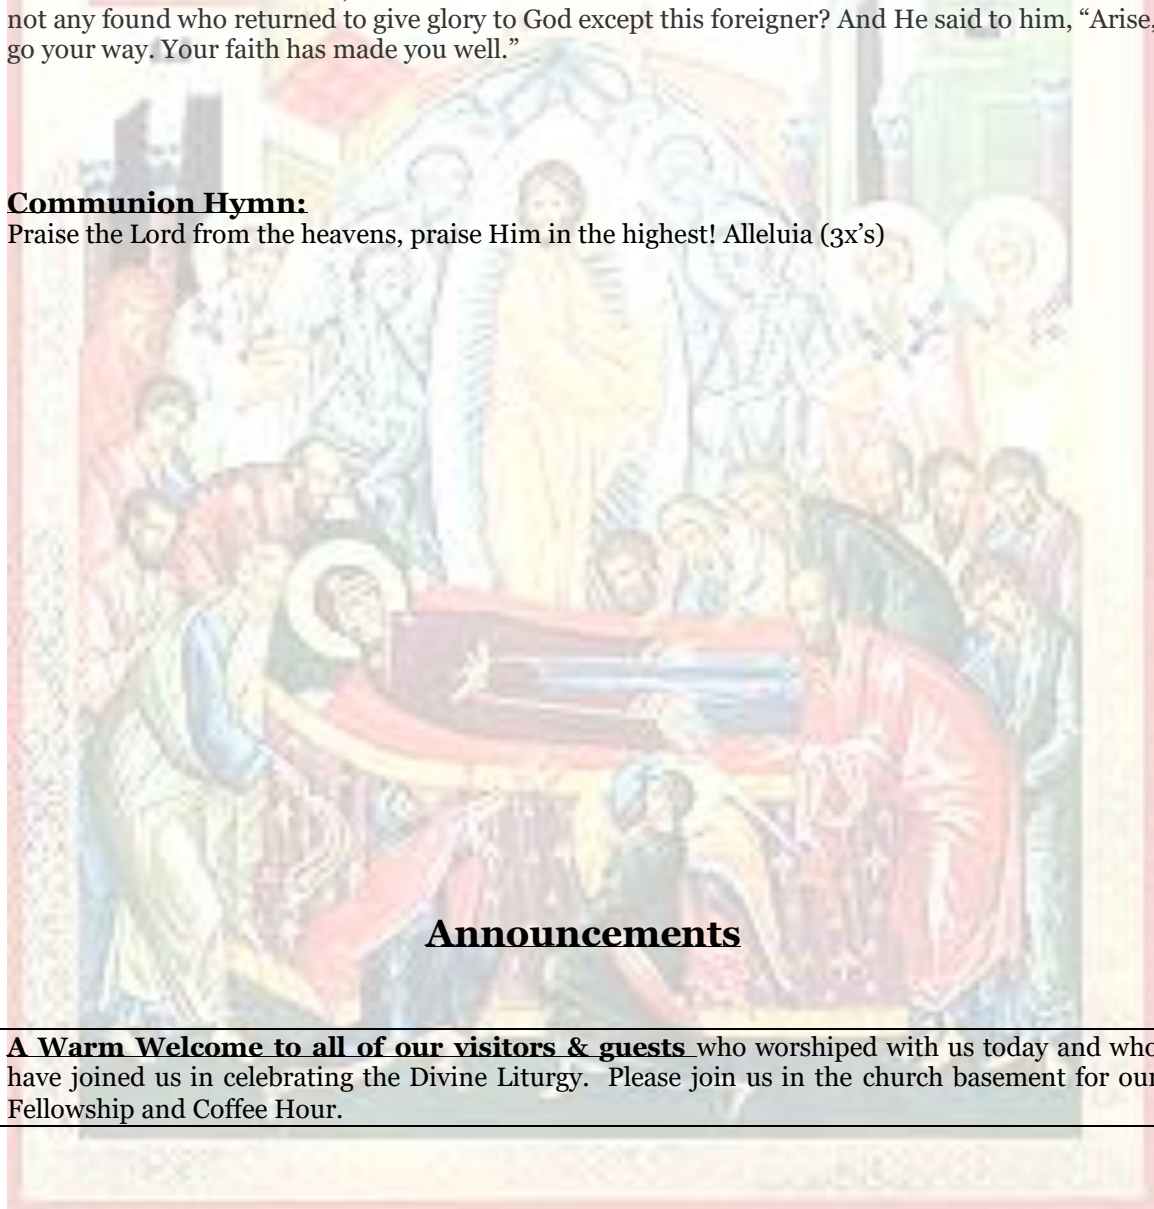 not any found who returned to give glory to God except this foreigner? And He said to him, “Arise,
go your way. Your faith has made you well.”
Communion Hymn:
Praise the Lord from the heavens, praise Him in the highest! Alleluia (3x’s)
Announcements
A Warm Welcome to all of our visitors & guests who worshiped with us today and who
have joined us in celebrating the Divine Liturgy. Please join us in the church basement for our
Fellowship and Coffee Hour.